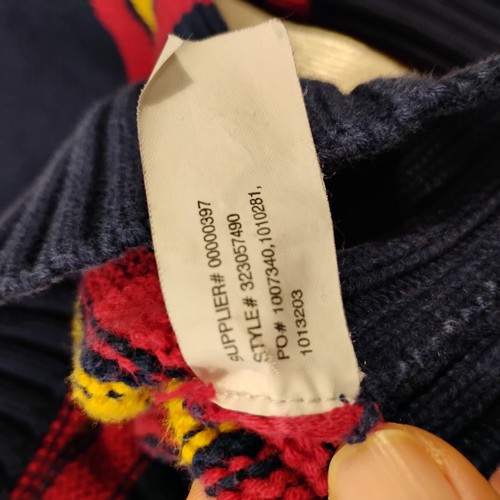 SUPPLIER# 00000397
STYLE# 323057490
PO.# 1007340,1010281,
1013203